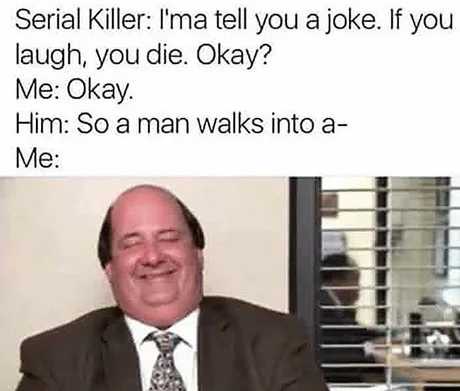 Serial Killer: I'ma tell you a joke. If you
laugh, you die. Okay?
Me: Okay.
Him: So a man walks into a-
Me: